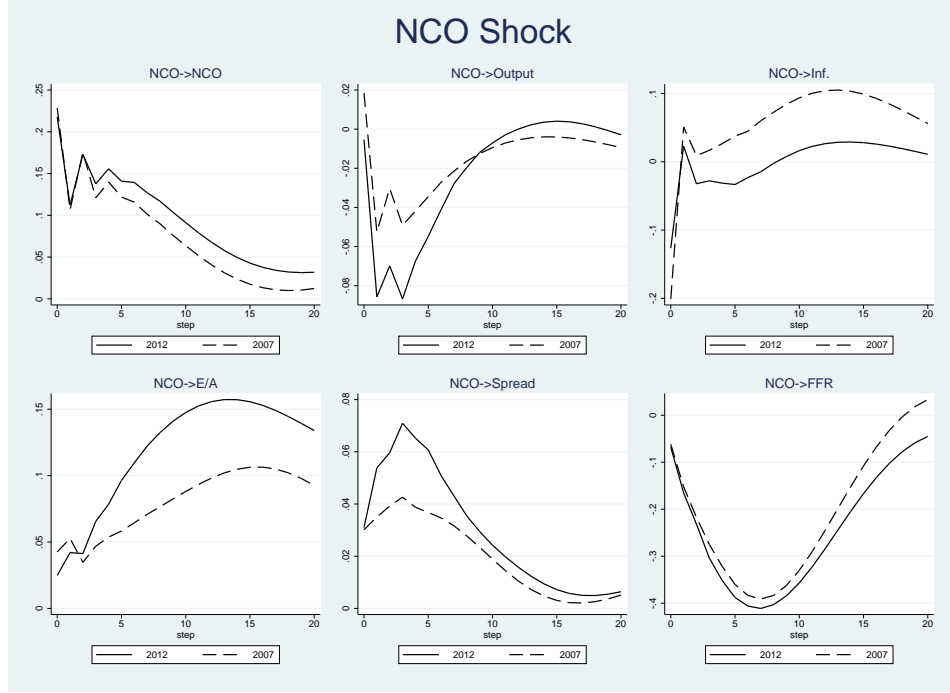 NCO Shock
NCO->NCO
.25
.2
.15
.1
.05
0
0 5 10 15 20
step
2012 2007
NCO->Output
.02
0
-.02
-.04
-.06
-.08
0 5 10 15 20
step
2012 2007
NCO->Inf.
.1
0
-.1
-.2
0 5 10 15 20
step
2012 2007
NCO->E/A
.15
.1
.05
0
0 5 10 15 20
step
2012 2007
NCO->Spread
.08
.06
.04
.02
0
0 5 10 15 20
step
2012 2007
NCO->FFR
0
-.1
-.2
-.3
-.4
0 5 10 15 20
step
2012 2007